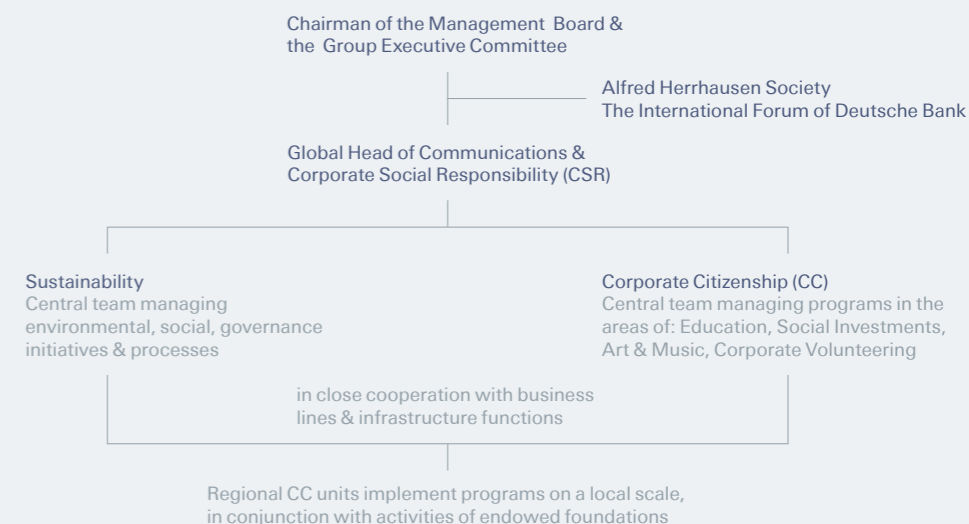 Chairman of the Management Board &
the Group Executive Committee
Alfred Herrhausen Society
The International Forum of Deutsche Bank
Global Head of Communications &
Corporate Social Responsibility (CSR)
Sustainability
Central team managing
environmental, social, governance
initiatives & processes
Corporate Citizenship (CC)
Central team managing programs in the
areas of: Education, Social Investments,
Art & Music, Corporate Volunteering
in close cooperation with business
lines & infrastructure functions
Regional CC units implement programs on a local scale,
in conjunction with activities of endowed foundations